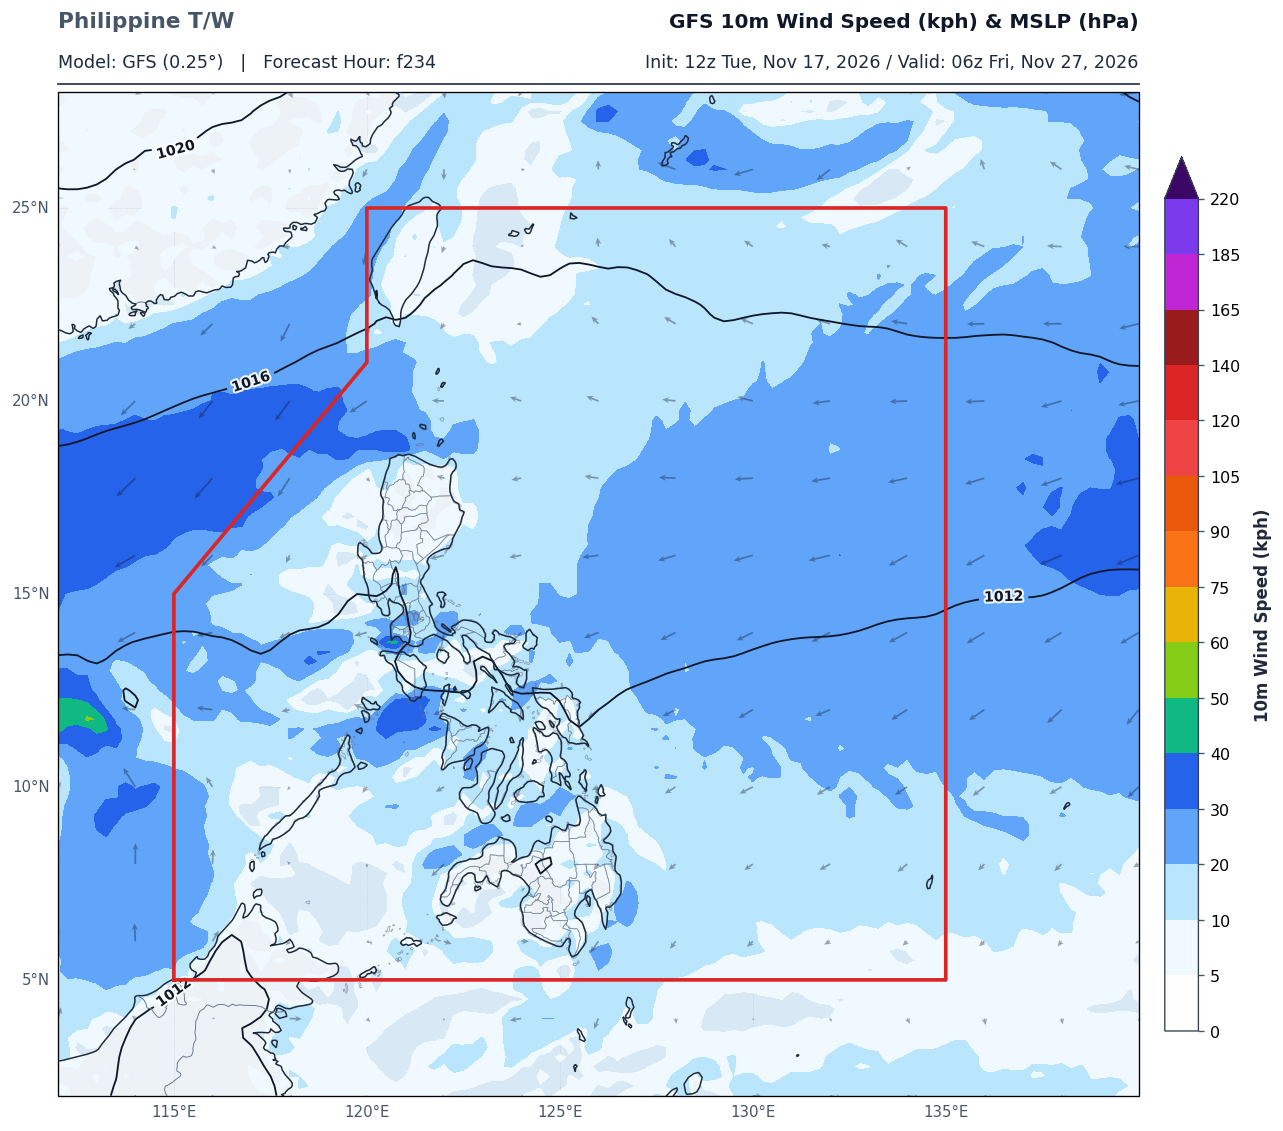 Philippine T/W
GFS 10m Wind Speed (kph) & MSLP (hPa)
Model: GFS (0.25°)   |   Forecast Hour: f234
Init: 12z Tue, Nov 17, 2026 / Valid: 06z Fri, Nov 27, 2026
1020
1016
1012
1012
25°N
20°N
15°N
10°N
5°N
115°E
120°E
125°E
130°E
135°E
220
185
165
140
120
105
90
75
60
50
40
30
20
10
5
0
10m Wind Speed (kph)